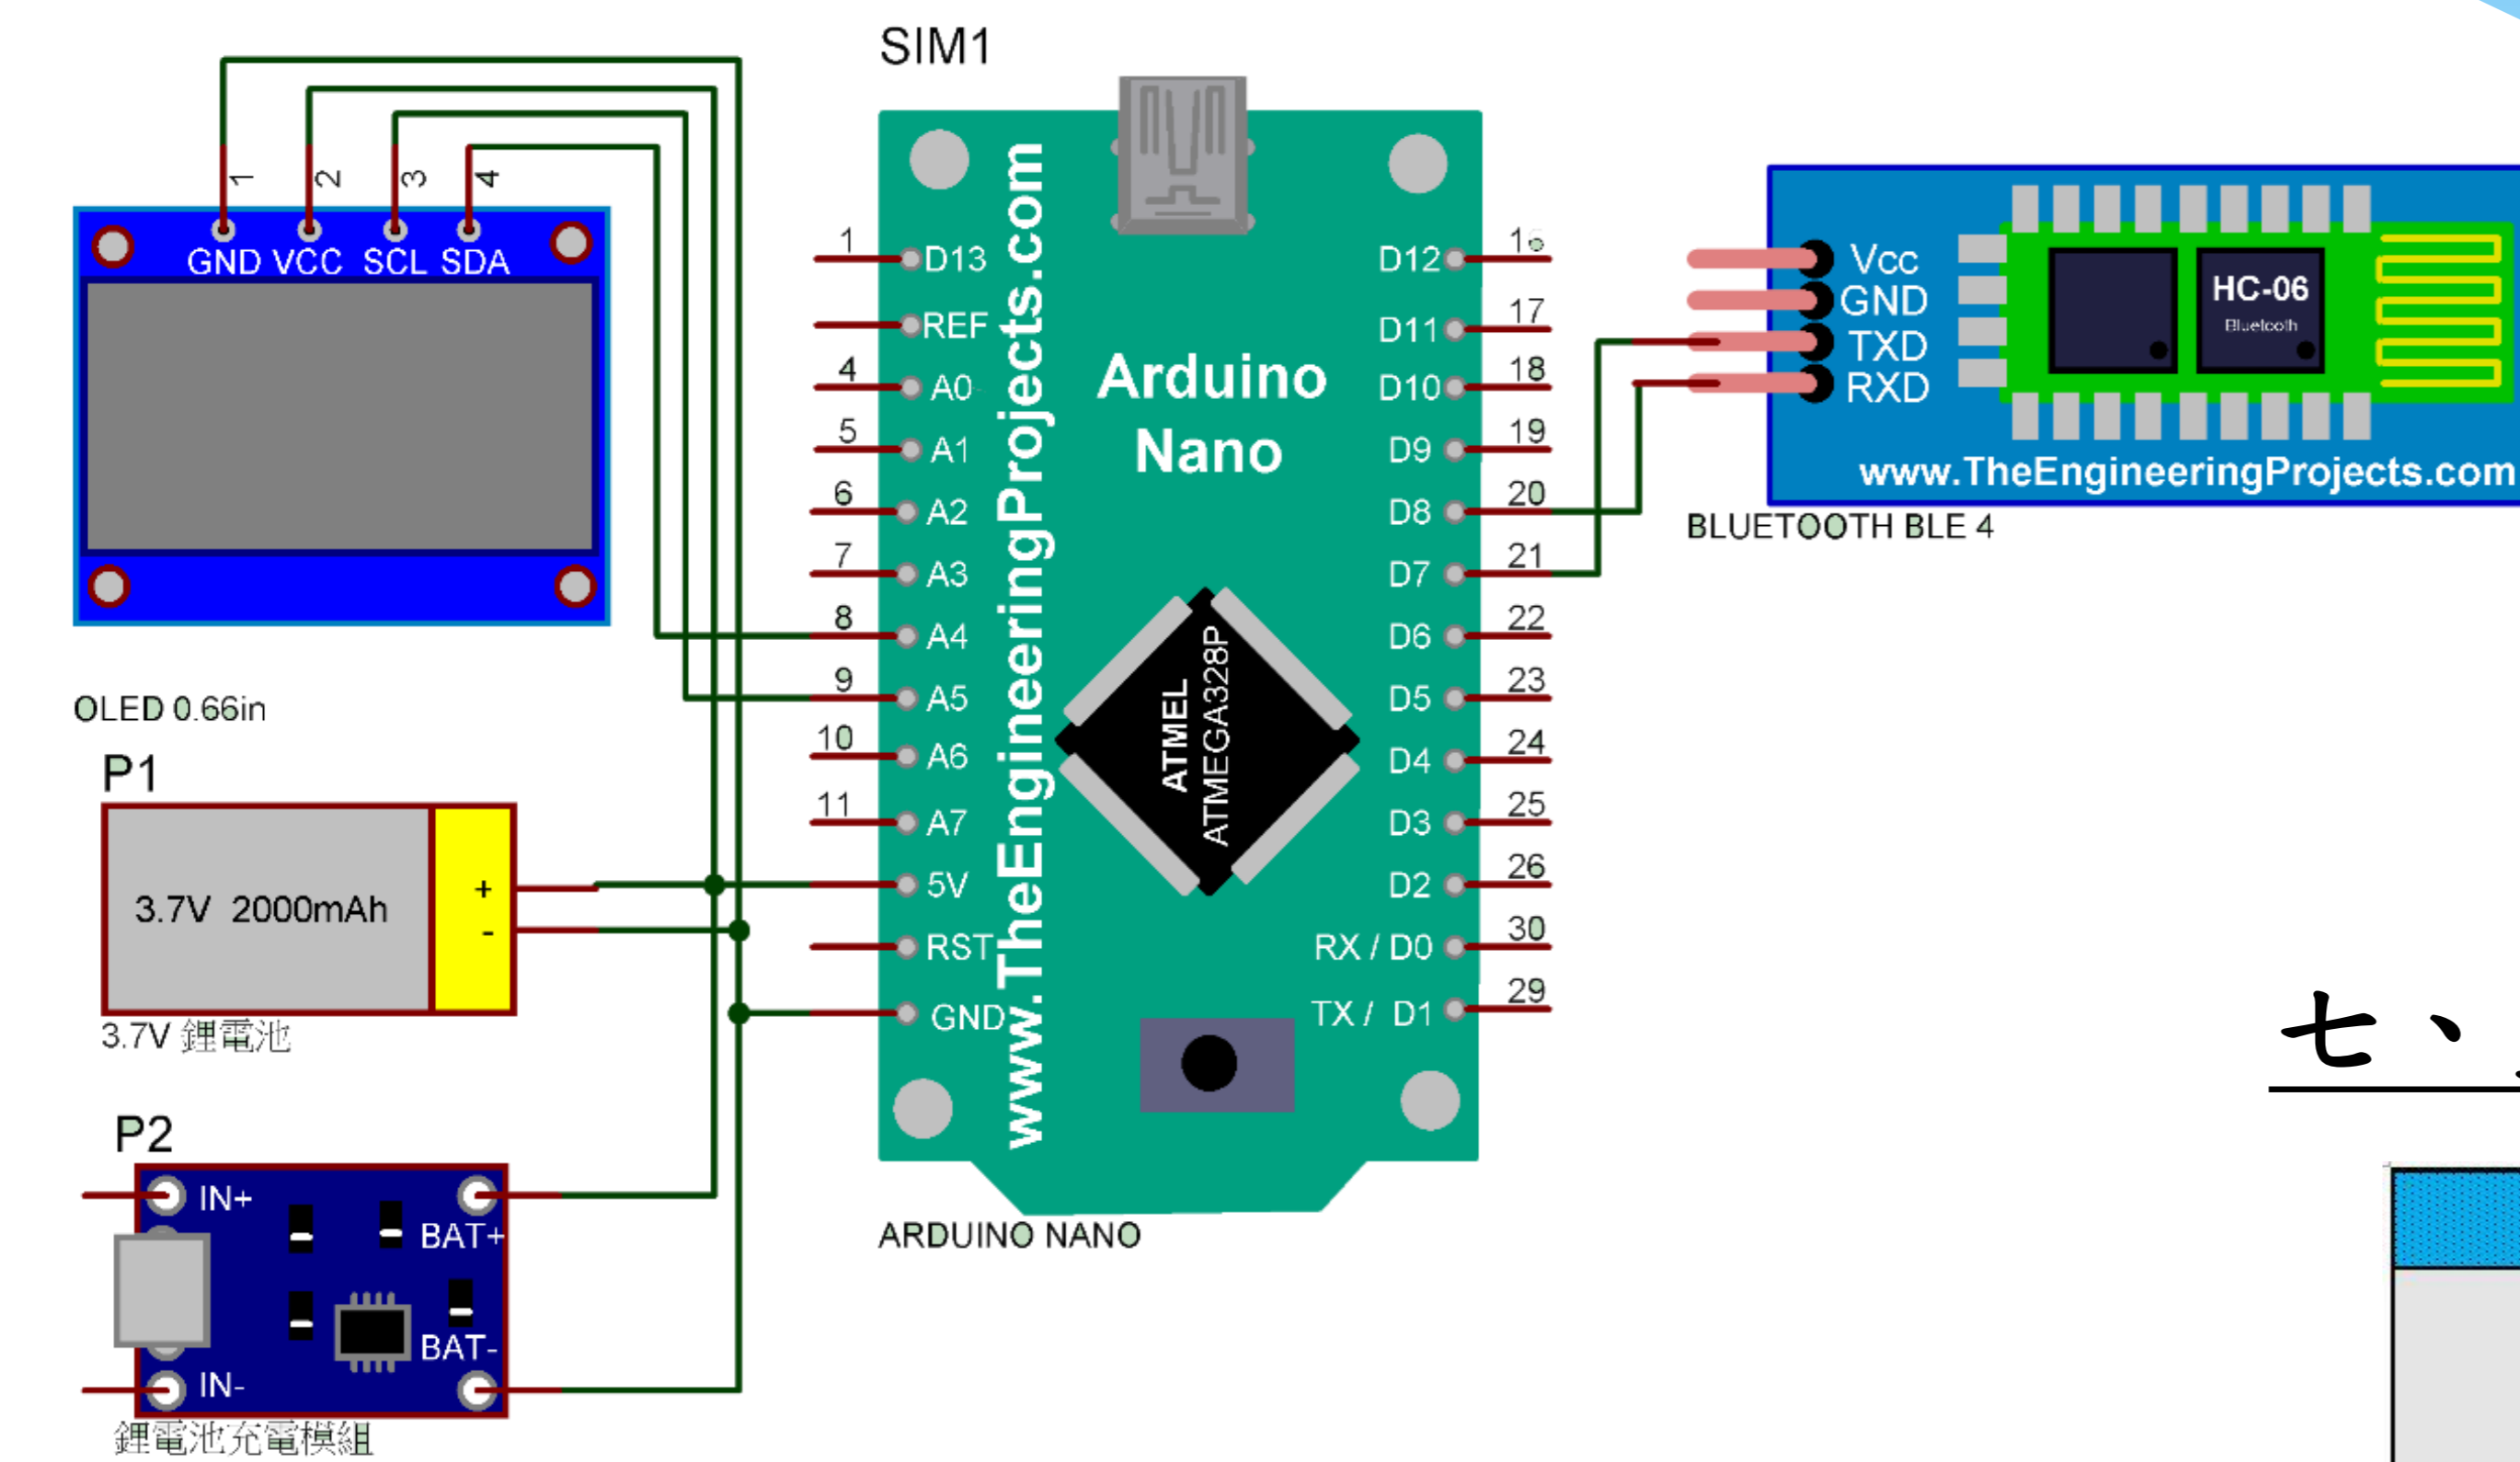 SIM1
1
2
3
4
GND VCC SCL SDA
OLED 0.66in
P1
3.7V 2000mAh
+
-
3.7V 鋰電池
P2
IN+
BAT+
BAT-
IN-
鋰電池充電模組
1 D13
REF
4 A0
5 A1
6 A2
7 A3
8 A4
9 A5
10 A6
11 A7
5V
RST
GND
www.TheEngineeringProjects.com
Arduino
Nano
ATMEL
ATMEGA328P
D12
D11 17
D10 18
D9 19
D8 20
D7 21
D6 22
D5 23
D4 24
D3 25
D2 26
RX / D0 30
TX / D1 29
ARDUINO NANO
Vcc
GND
TXD
RXD
HC-06
Bluetooth
www.TheEngineeringProjects.com
BLUETOOTH BLE 4
七、